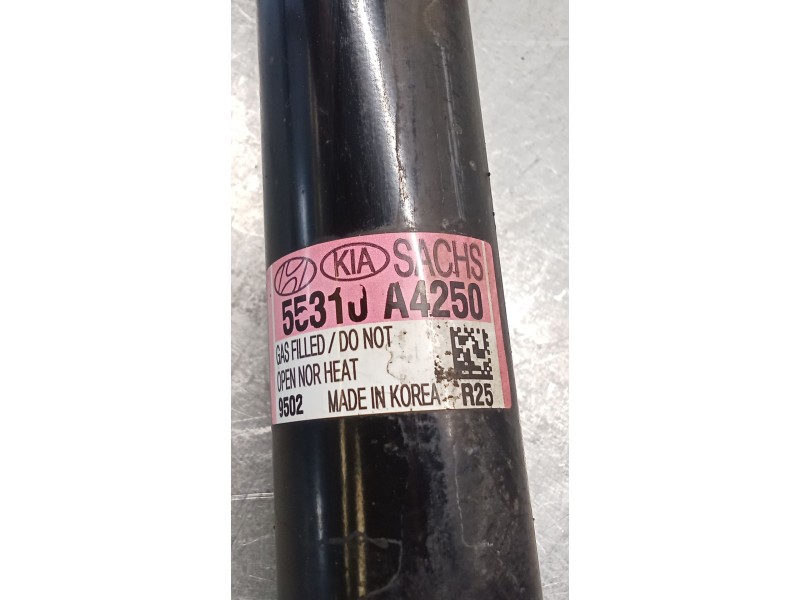 KIA SACHS
55310 A4250
GAS FILLED / DO NOT
OPEN NOR HEAT
9502 MADE IN KOREA R25